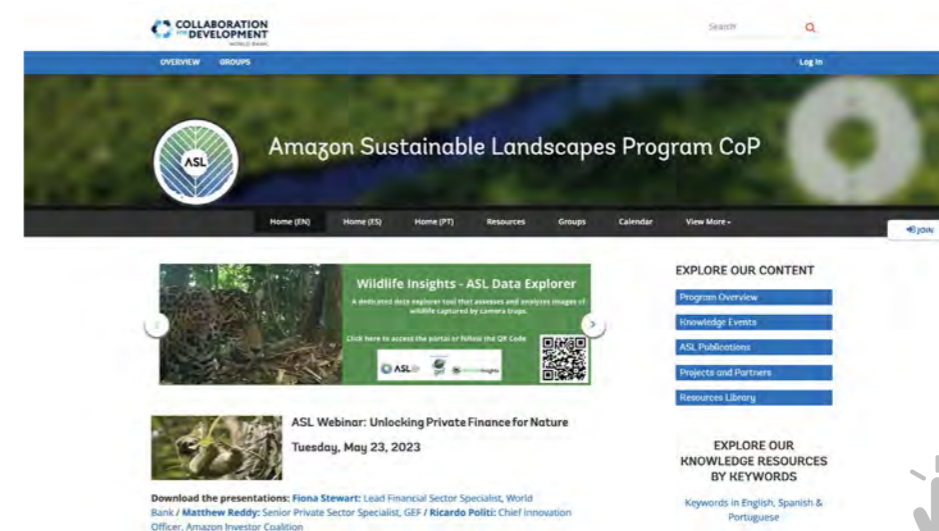 COLLABORATION
FOR DEVELOPMENT
WORLD BANK
Search
OVERVIEW GROUPS Log In
ASL
Amazon Sustainable Landscapes Program CoP
Home (EN) Home (ES) Home (PT) Resources Groups Calendar View More
JOIN
Wildlife Insights - ASL Data Explorer
A dedicated data explorer tool that assesses and analyzes images of
wildlife captured by camera traps.
Click here to access the portal or follow the QR Code
ASL gef
ASL Webinar: Unlocking Private Finance for Nature
Tuesday, May 23, 2023
Download the presentations: Fiona Stewart: Lead Financial Sector Specialist, World
Bank / Matthew Reddy: Senior Private Sector Specialist, GEF / Ricardo Politi: Chief Innovation
Officer, Amazon Investor Coalition
EXPLORE OUR CONTENT
Program Overview
Knowledge Events
ASL Publications
Projects and Partners
Resources Library
EXPLORE OUR
KNOWLEDGE RESOURCES
BY KEYWORDS
Keywords in English, Spanish &
Portuguese